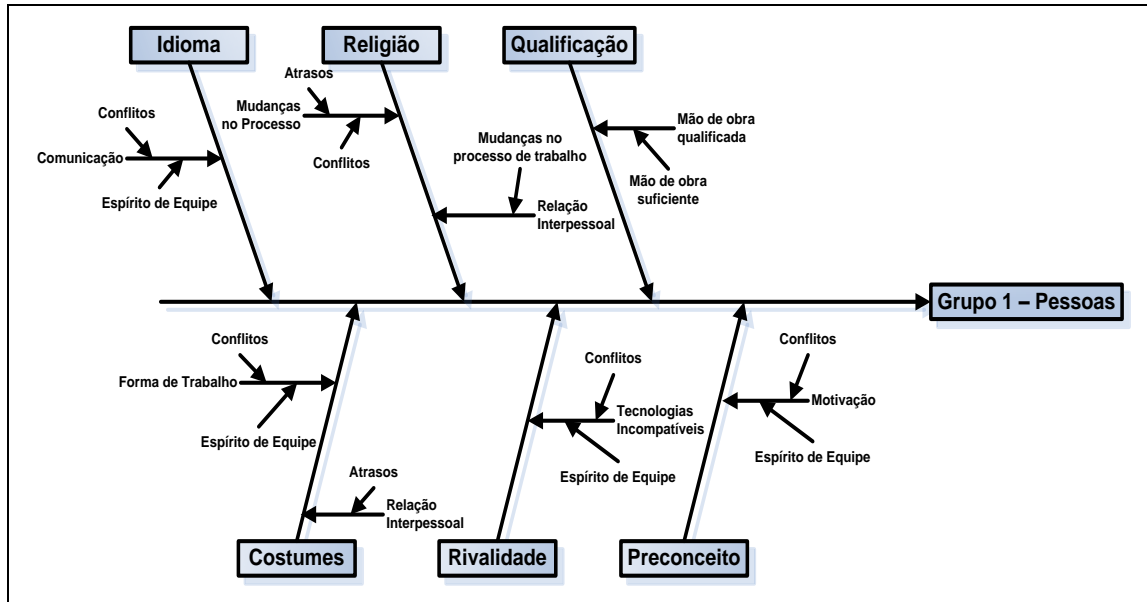 Idioma
Religião
Qualificação
Atrasos
Mudanças
no Processo
Conflitos
Conflitos
Comunicação
Espírito de Equipe
Mudanças no
processo de trabalho
Relação
Interpessoal
Mão de obra
qualificada
Mão de obra
suficiente
Grupo 1 – Pessoas
Conflitos
Forma de Trabalho
Espírito de Equipe
Atrasos
Relação
Interpessoal
Conflitos
Tecnologias
Incompatíveis
Espírito de Equipe
Conflitos
Motivação
Espírito de Equipe
Costumes
Rivalidade
Preconceito